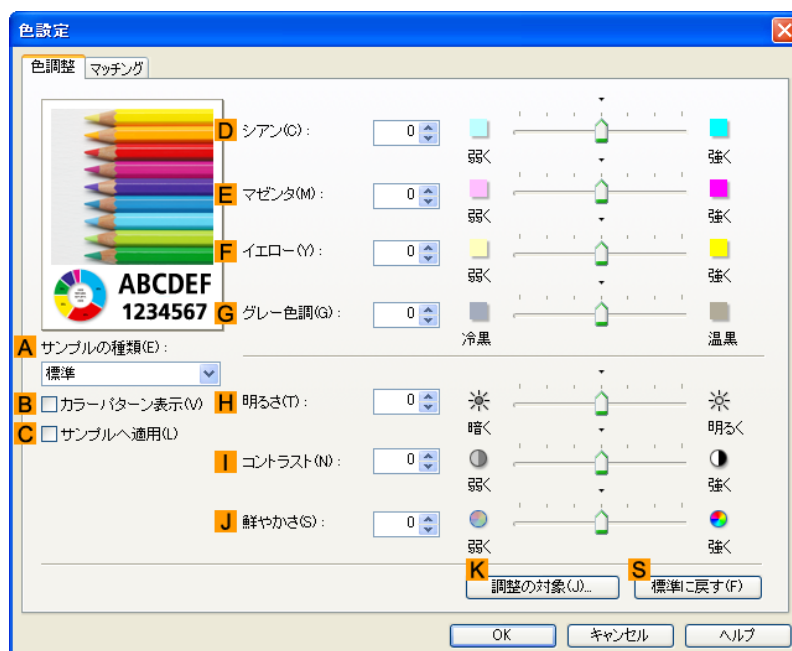 色設定
色調整 マッチング
ABCDEF
1234567
A サンプルの種類(E) :
標準
B カラーパターン表示(V)
C サンプルへ適用(L)
D シアン(C) : 0
弱く 強く
E マゼンタ(M) : 0
弱く 強く
F イエロー(Y) : 0
弱く 強く
G グレー色調(G) : 0
冷黒 温黒
H 明るさ(T) : 0
暗く 明るく
I コントラスト(N) : 0
弱く 強く
J 鮮やかさ(S) : 0
弱く 強く
K 調整の対象(J)... S 標準に戻す(F)
OK キャンセル ヘルプ